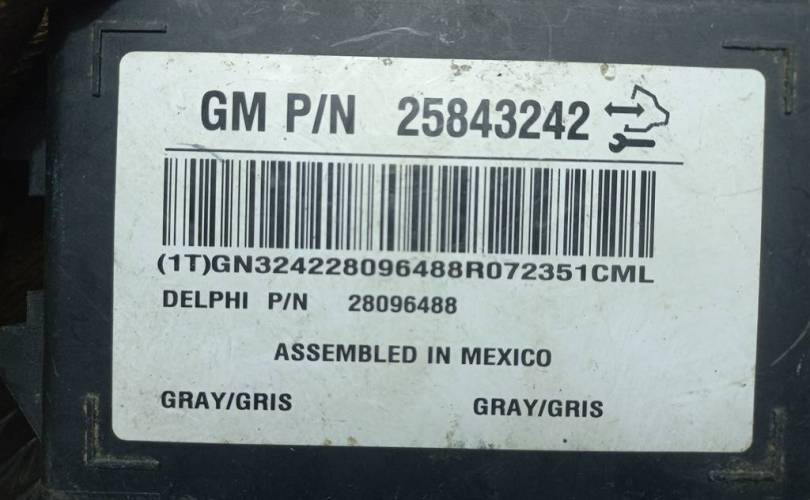 GM P/N 25843242
(1T)GN324228096488R072351CML
DELPHI P/N 28096488
ASSEMBLED IN MEXICO
GRAY/GRIS GRAY/GRIS